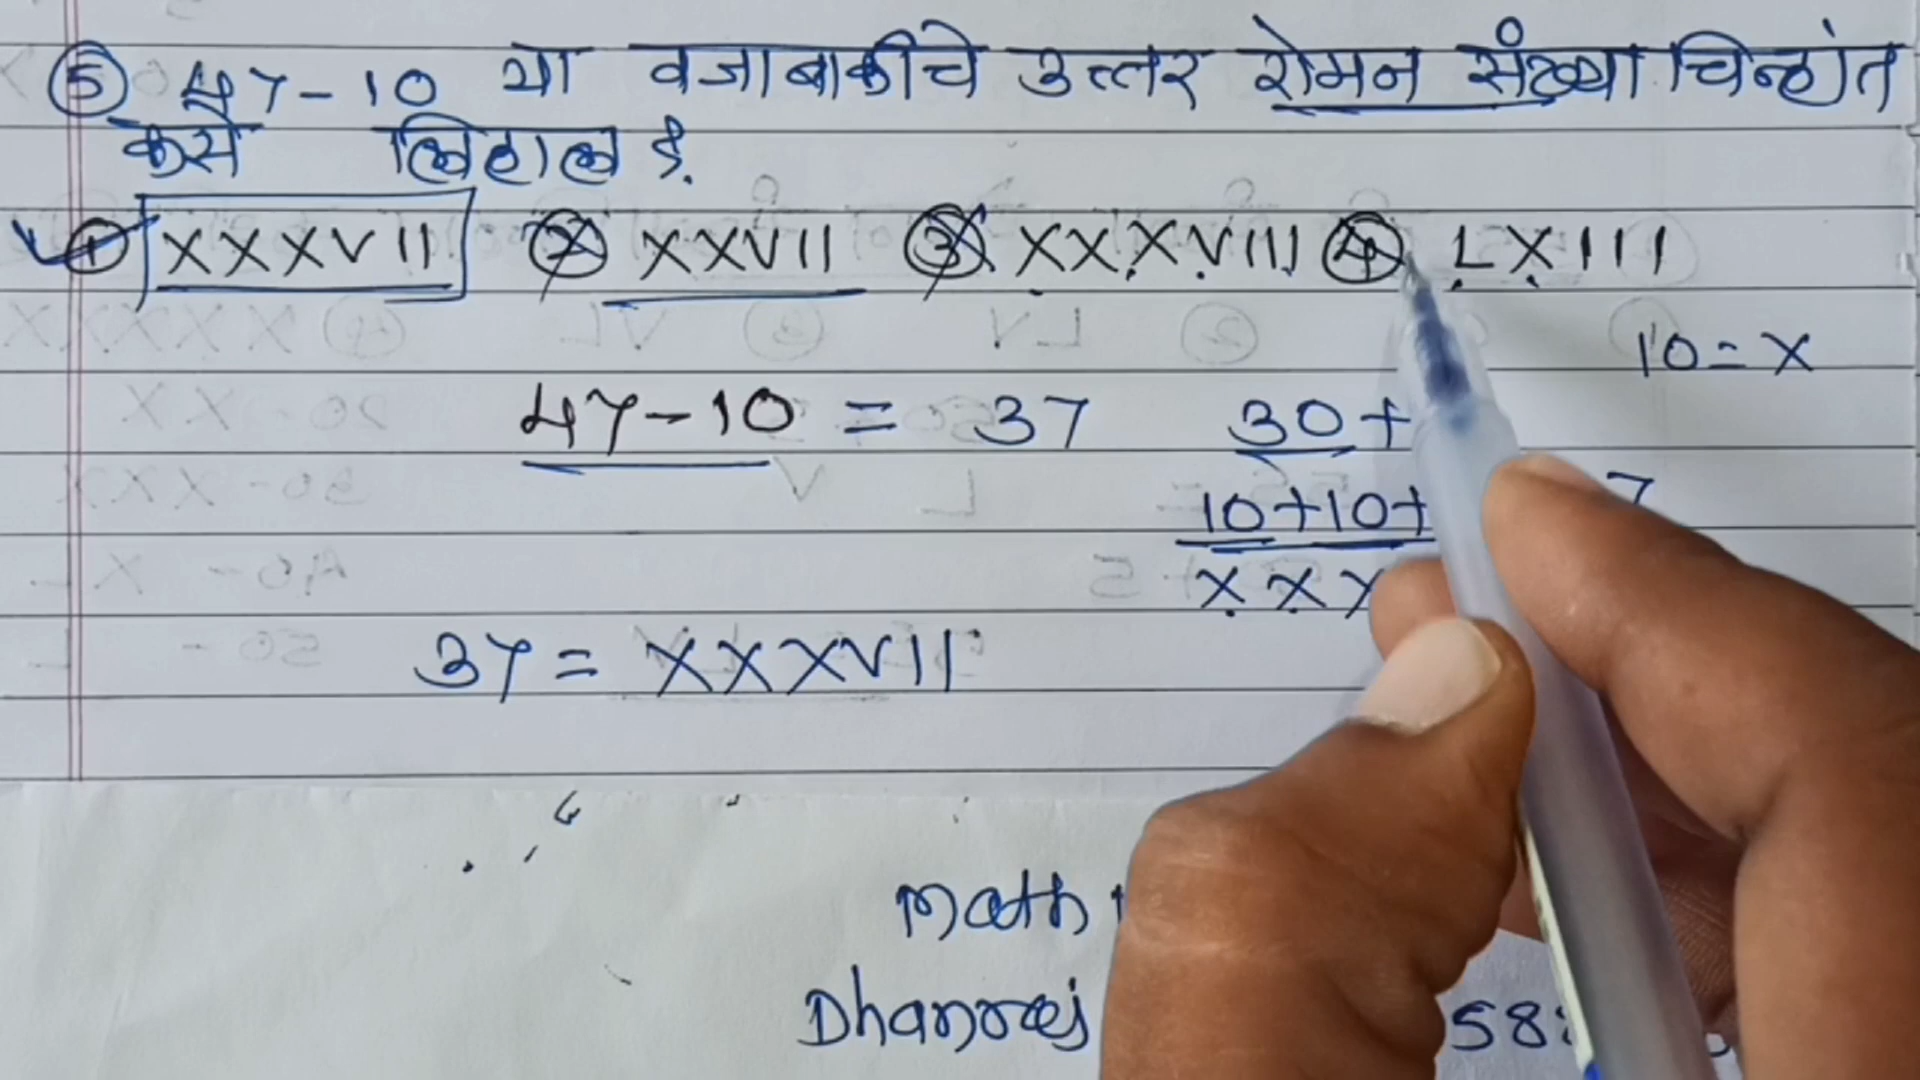 ⑤ 47-10 या वजाबाकीचे उत्तर रोमन संख्या चिन्हांत
कसे लिहाल ?.
① XXXVII ② XXVII ③ XXXVIII ④ LXIII
10 = X
47-10 = 37 30+
10+10+ 7
X X X
37 = XXXVII
Math
Dhanraj 58